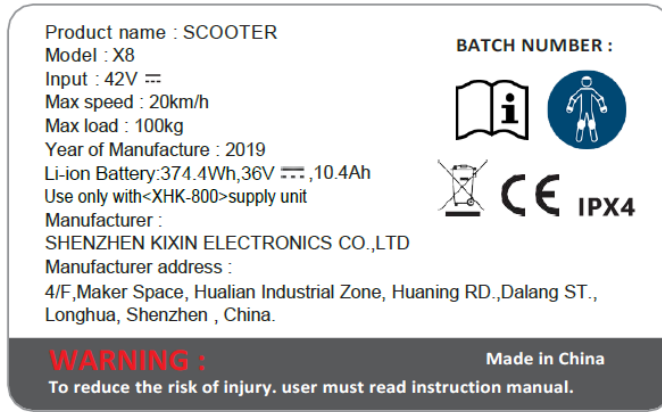 Product name : SCOOTER
Model : X8
Input : 42V ⎓
Max speed : 20km/h
Max load : 100kg
Year of Manufacture : 2019
Li-ion Battery:374.4Wh,36V ⎓,10.4Ah
Use only with<XHK-800>supply unit
Manufacturer :
SHENZHEN KIXIN ELECTRONICS CO.,LTD
Manufacturer address :
4/F,Maker Space, Hualian Industrial Zone, Huaning RD.,Dalang ST.,
Longhua, Shenzhen , China.
BATCH NUMBER :
CE IPX4
WARNING :
Made in China
To reduce the risk of injury. user must read instruction manual.